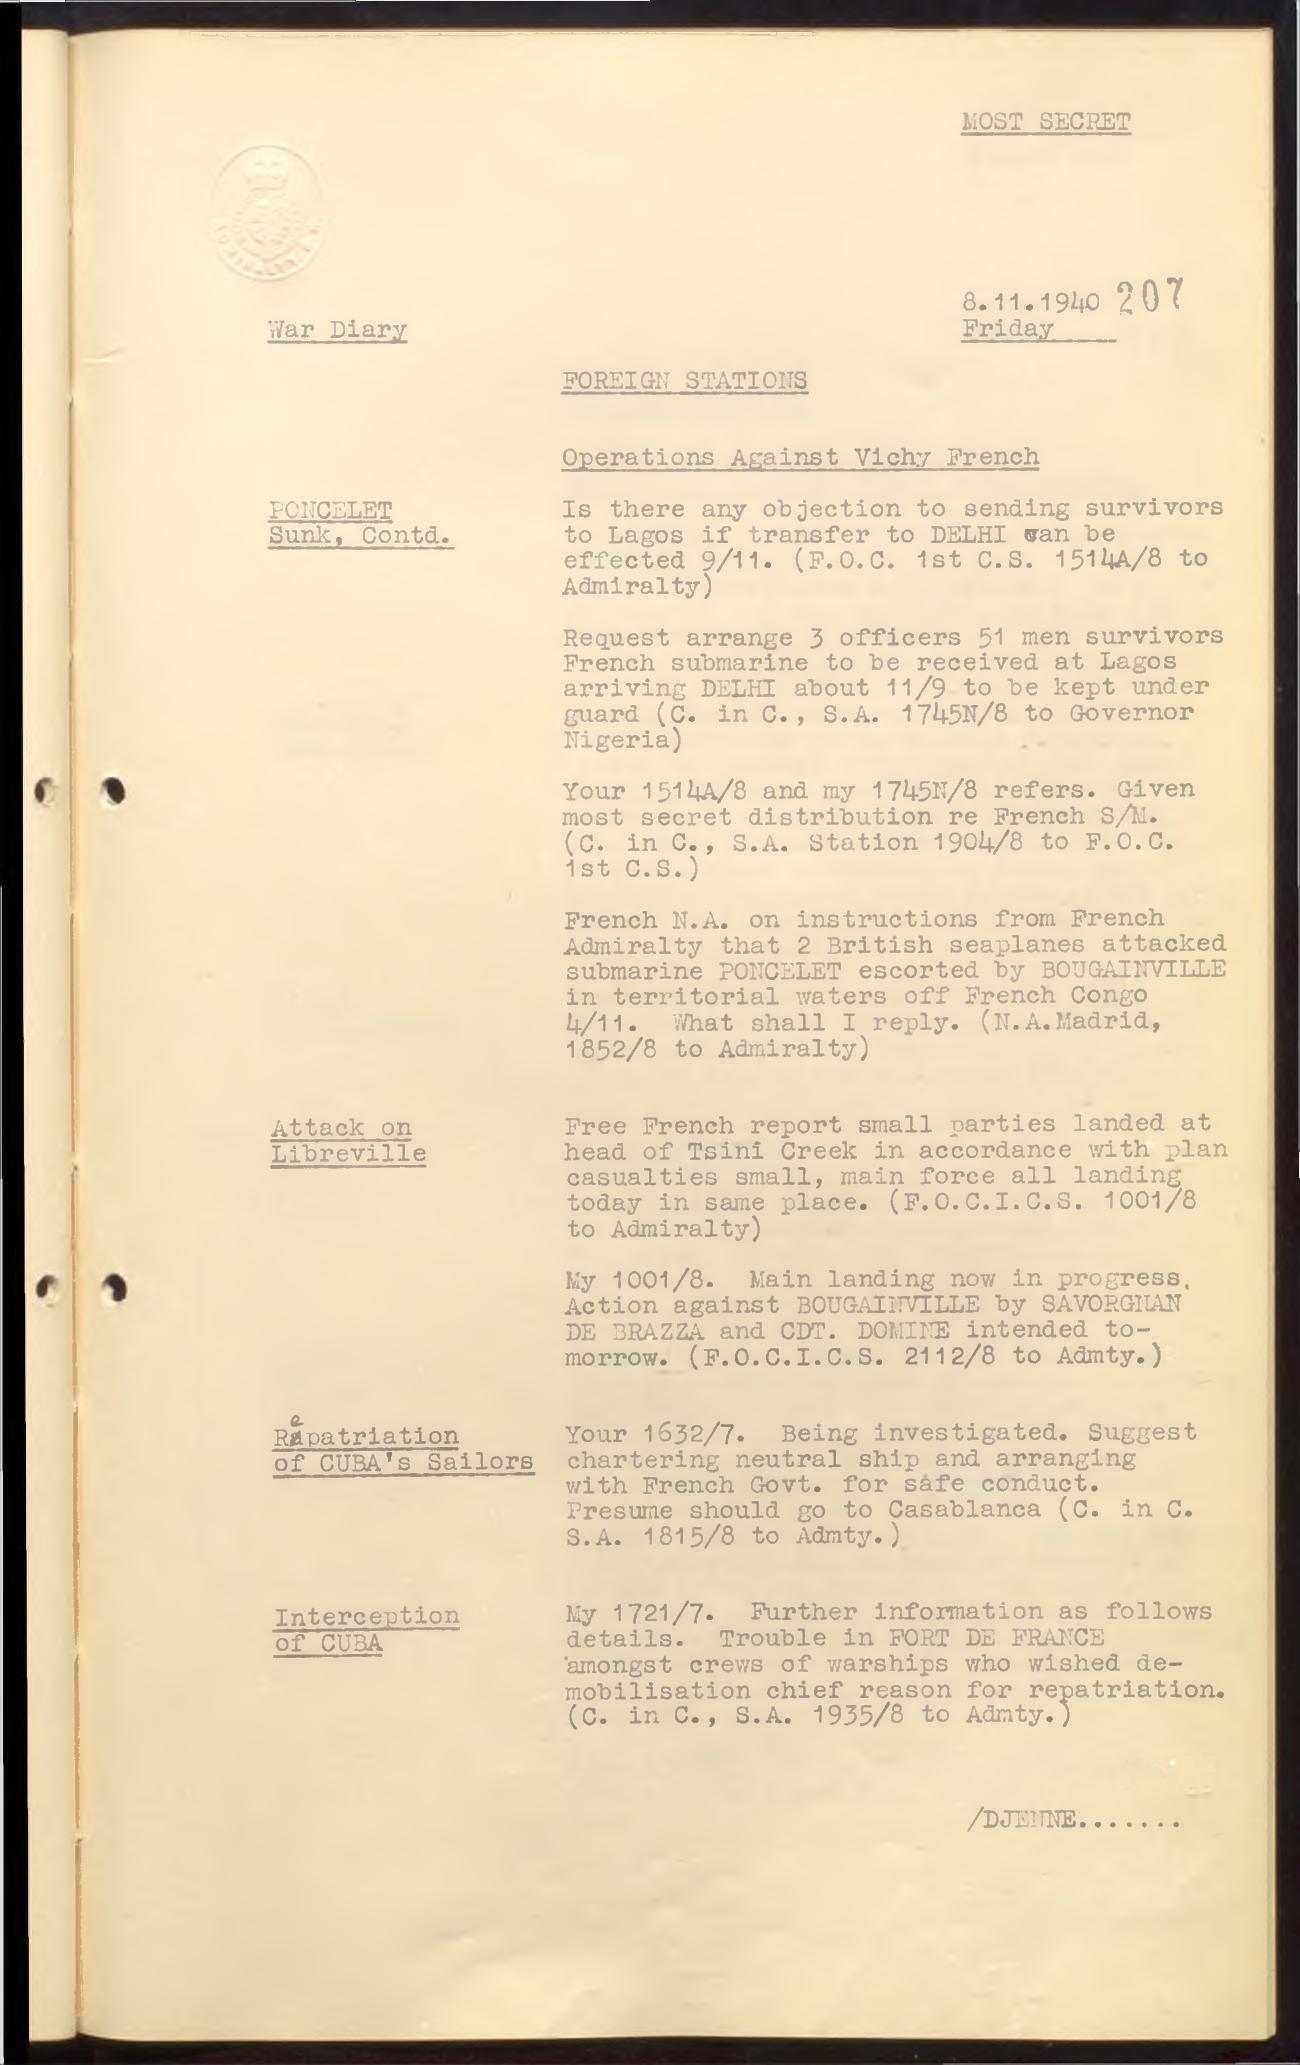 MOST SECRET
8.11.1940 207
War Diary
Friday
FOREIGN STATIONS
Operations Against Vichy French
PONCELET
Sunk, Contd.
Is there any objection to sending survivors
to Lagos if transfer to DELHI can be
effected 9/11. (F.O.C. 1st C.S. 1514A/8 to
Admiralty)
Request arrange 3 officers 51 men survivors
French submarine to be received at Lagos
arriving DELHI about 11/9 to be kept under
guard (C. in C., S.A. 1745N/8 to Governor
Nigeria)
Your 1514A/8 and my 1745N/8 refers. Given
most secret distribution re French S/M.
(C. in C., S.A. Station 1904/8 to F.O.C.
1st C.S.)
French N.A. on instructions from French
Admiralty that 2 British seaplanes attacked
submarine PONCELET escorted by BOUGAINVILLE
in territorial waters off French Congo
4/11. What shall I reply. (N.A.Madrid,
1852/8 to Admiralty)
Attack on
Libreville
Free French report small parties landed at
head of Tsini Creek in accordance with plan
casualties small, main force all landing
today in same place. (F.O.C.I.C.S. 1001/8
to Admiralty)
My 1001/8. Main landing now in progress.
Action against BOUGAINVILLE by SAVORGNAN
DE BRAZZA and CDT. DOMINE intended to-
morrow. (F.O.C.I.C.S. 2112/8 to Admty.)
Repatriation
of CUBA's Sailors
Your 1632/7. Being investigated. Suggest
chartering neutral ship and arranging
with French Govt. for safe conduct.
Presume should go to Casablanca (C. in C.
S.A. 1815/8 to Admty.)
Interception
of CUBA
My 1721/7. Further information as follows
details. Trouble in FORT DE FRANCE
amongst crews of warships who wished de-
mobilisation chief reason for repatriation.
(C. in C., S.A. 1935/8 to Admty.)
/DJENNE.......